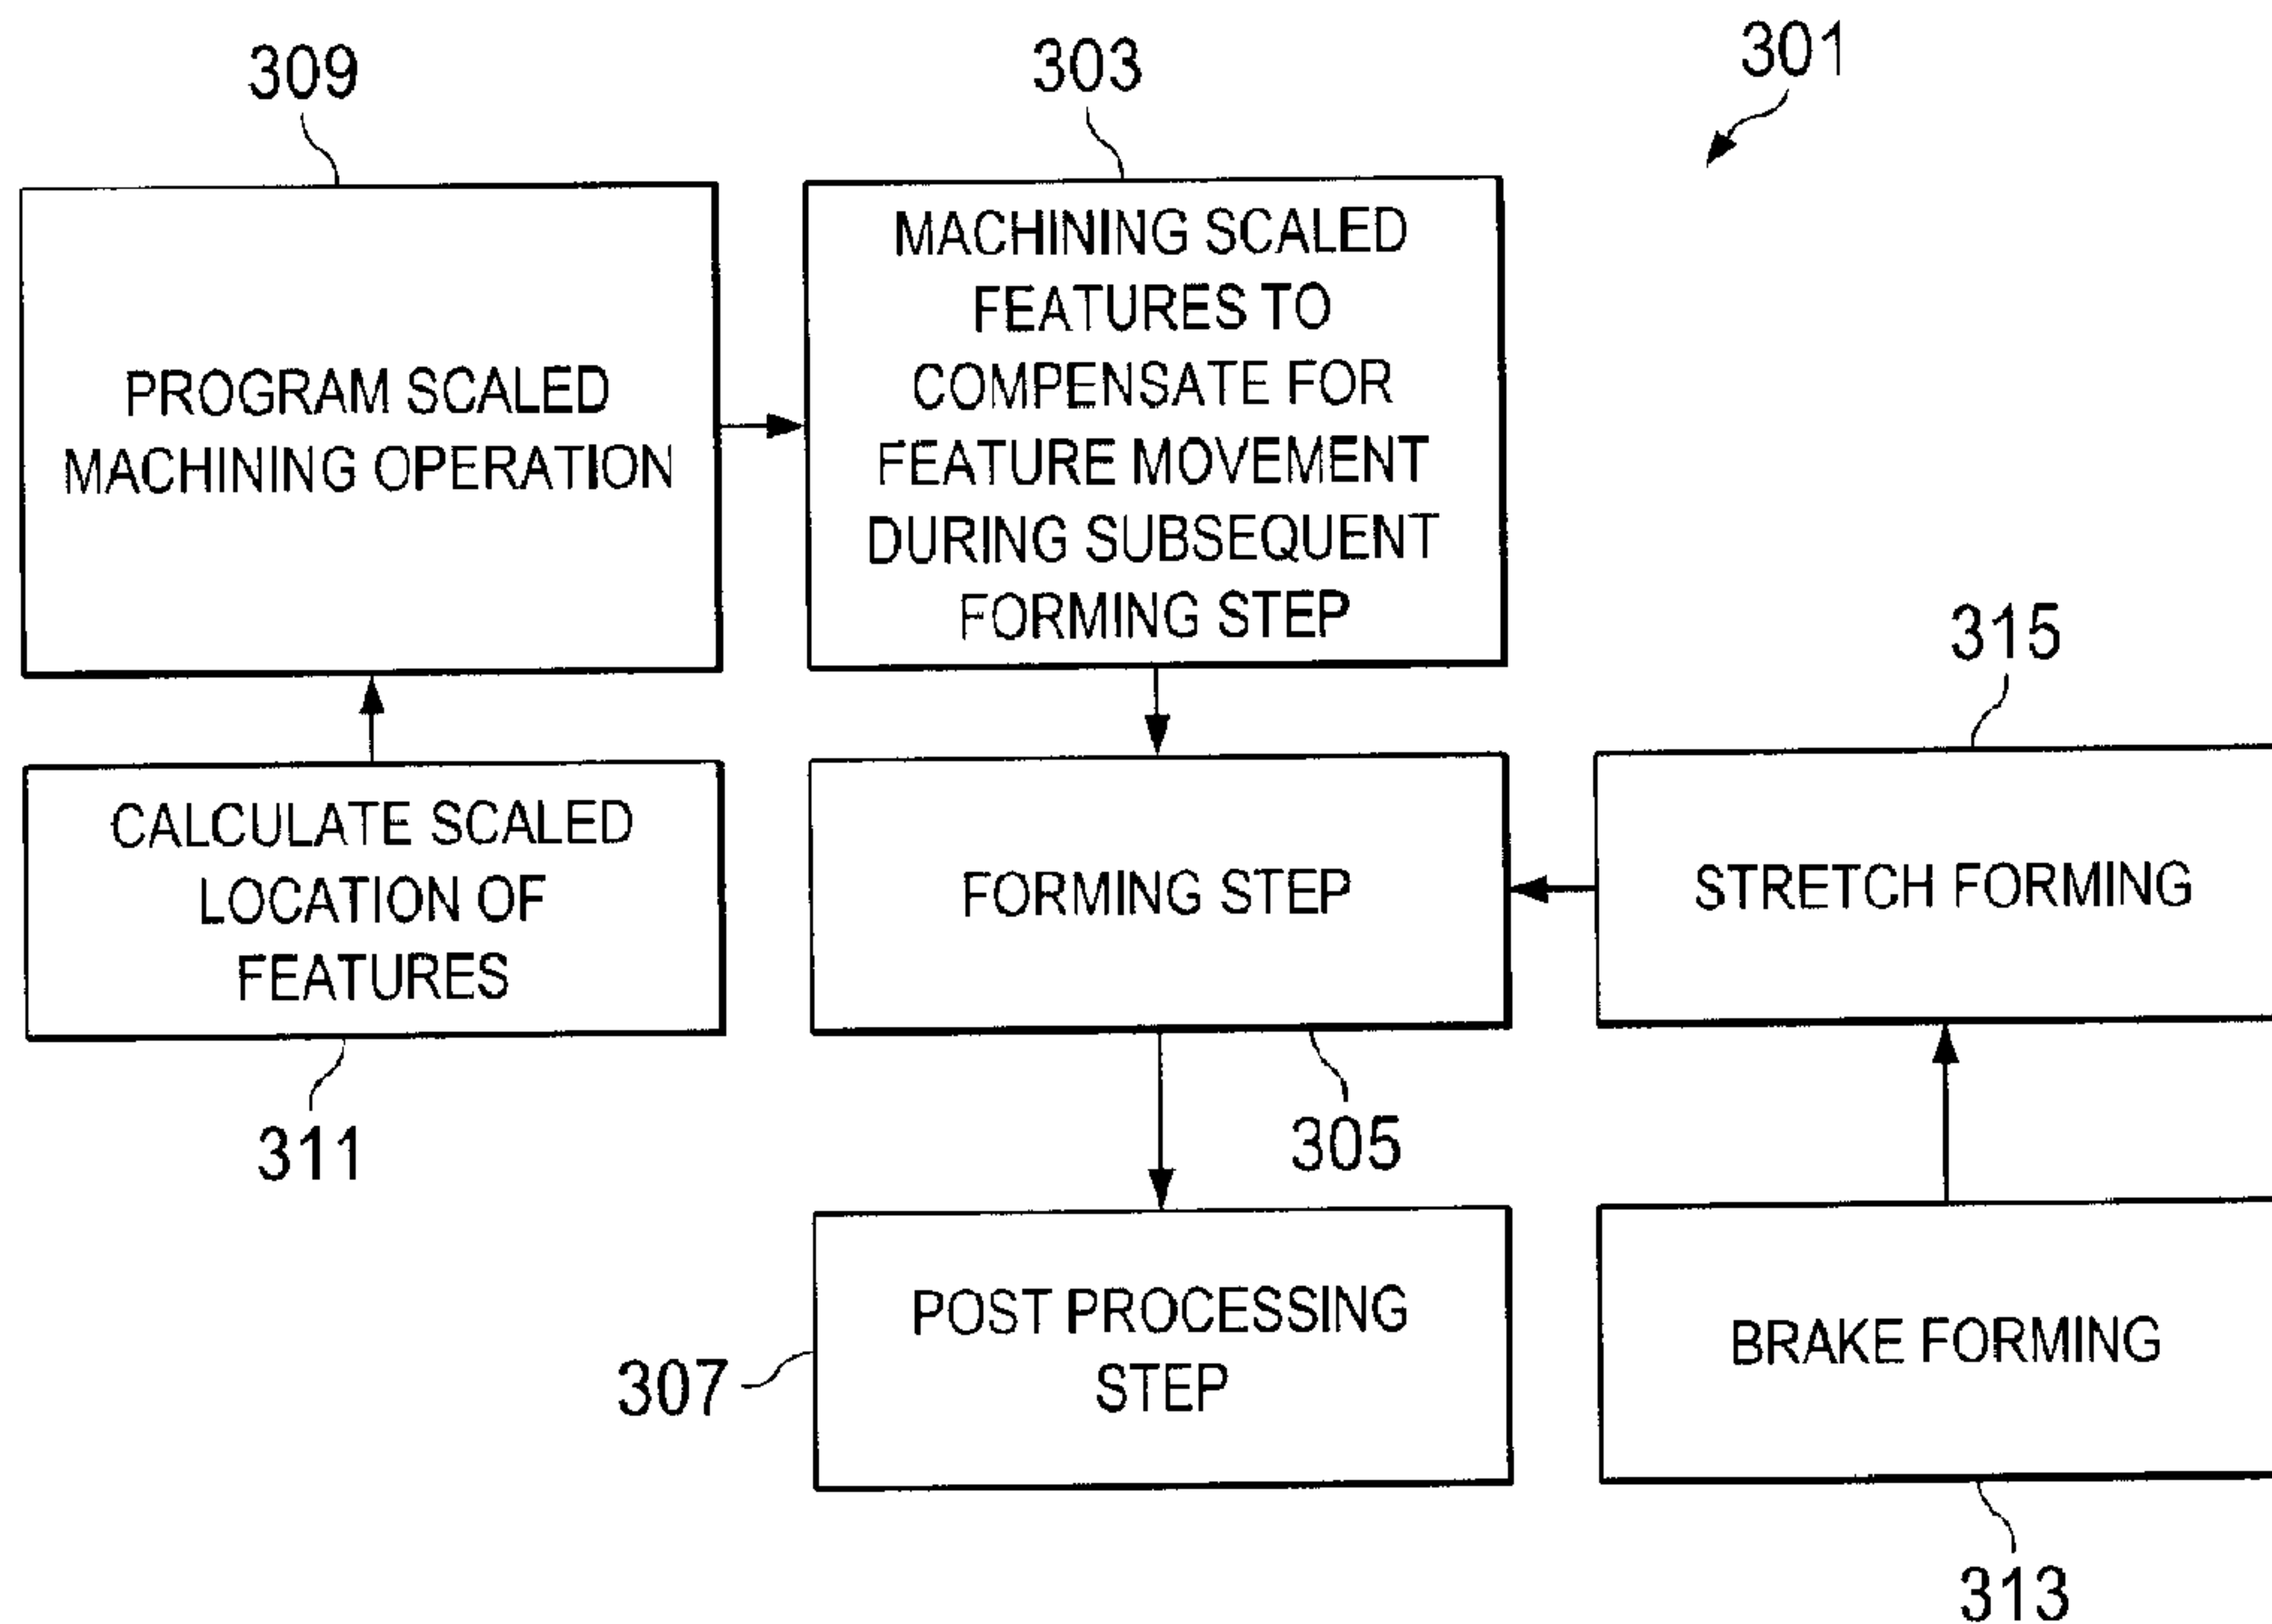 309
303
301
PROGRAM SCALED
MACHINING OPERATION
MACHINING SCALED
FEATURES TO
COMPENSATE FOR
FEATURE MOVEMENT
DURING SUBSEQUENT
FORMING STEP
315
CALCULATE SCALED
LOCATION OF
FEATURES
FORMING STEP
STRETCH FORMING
311
305
POST PROCESSING
STEP
307
BRAKE FORMING
313